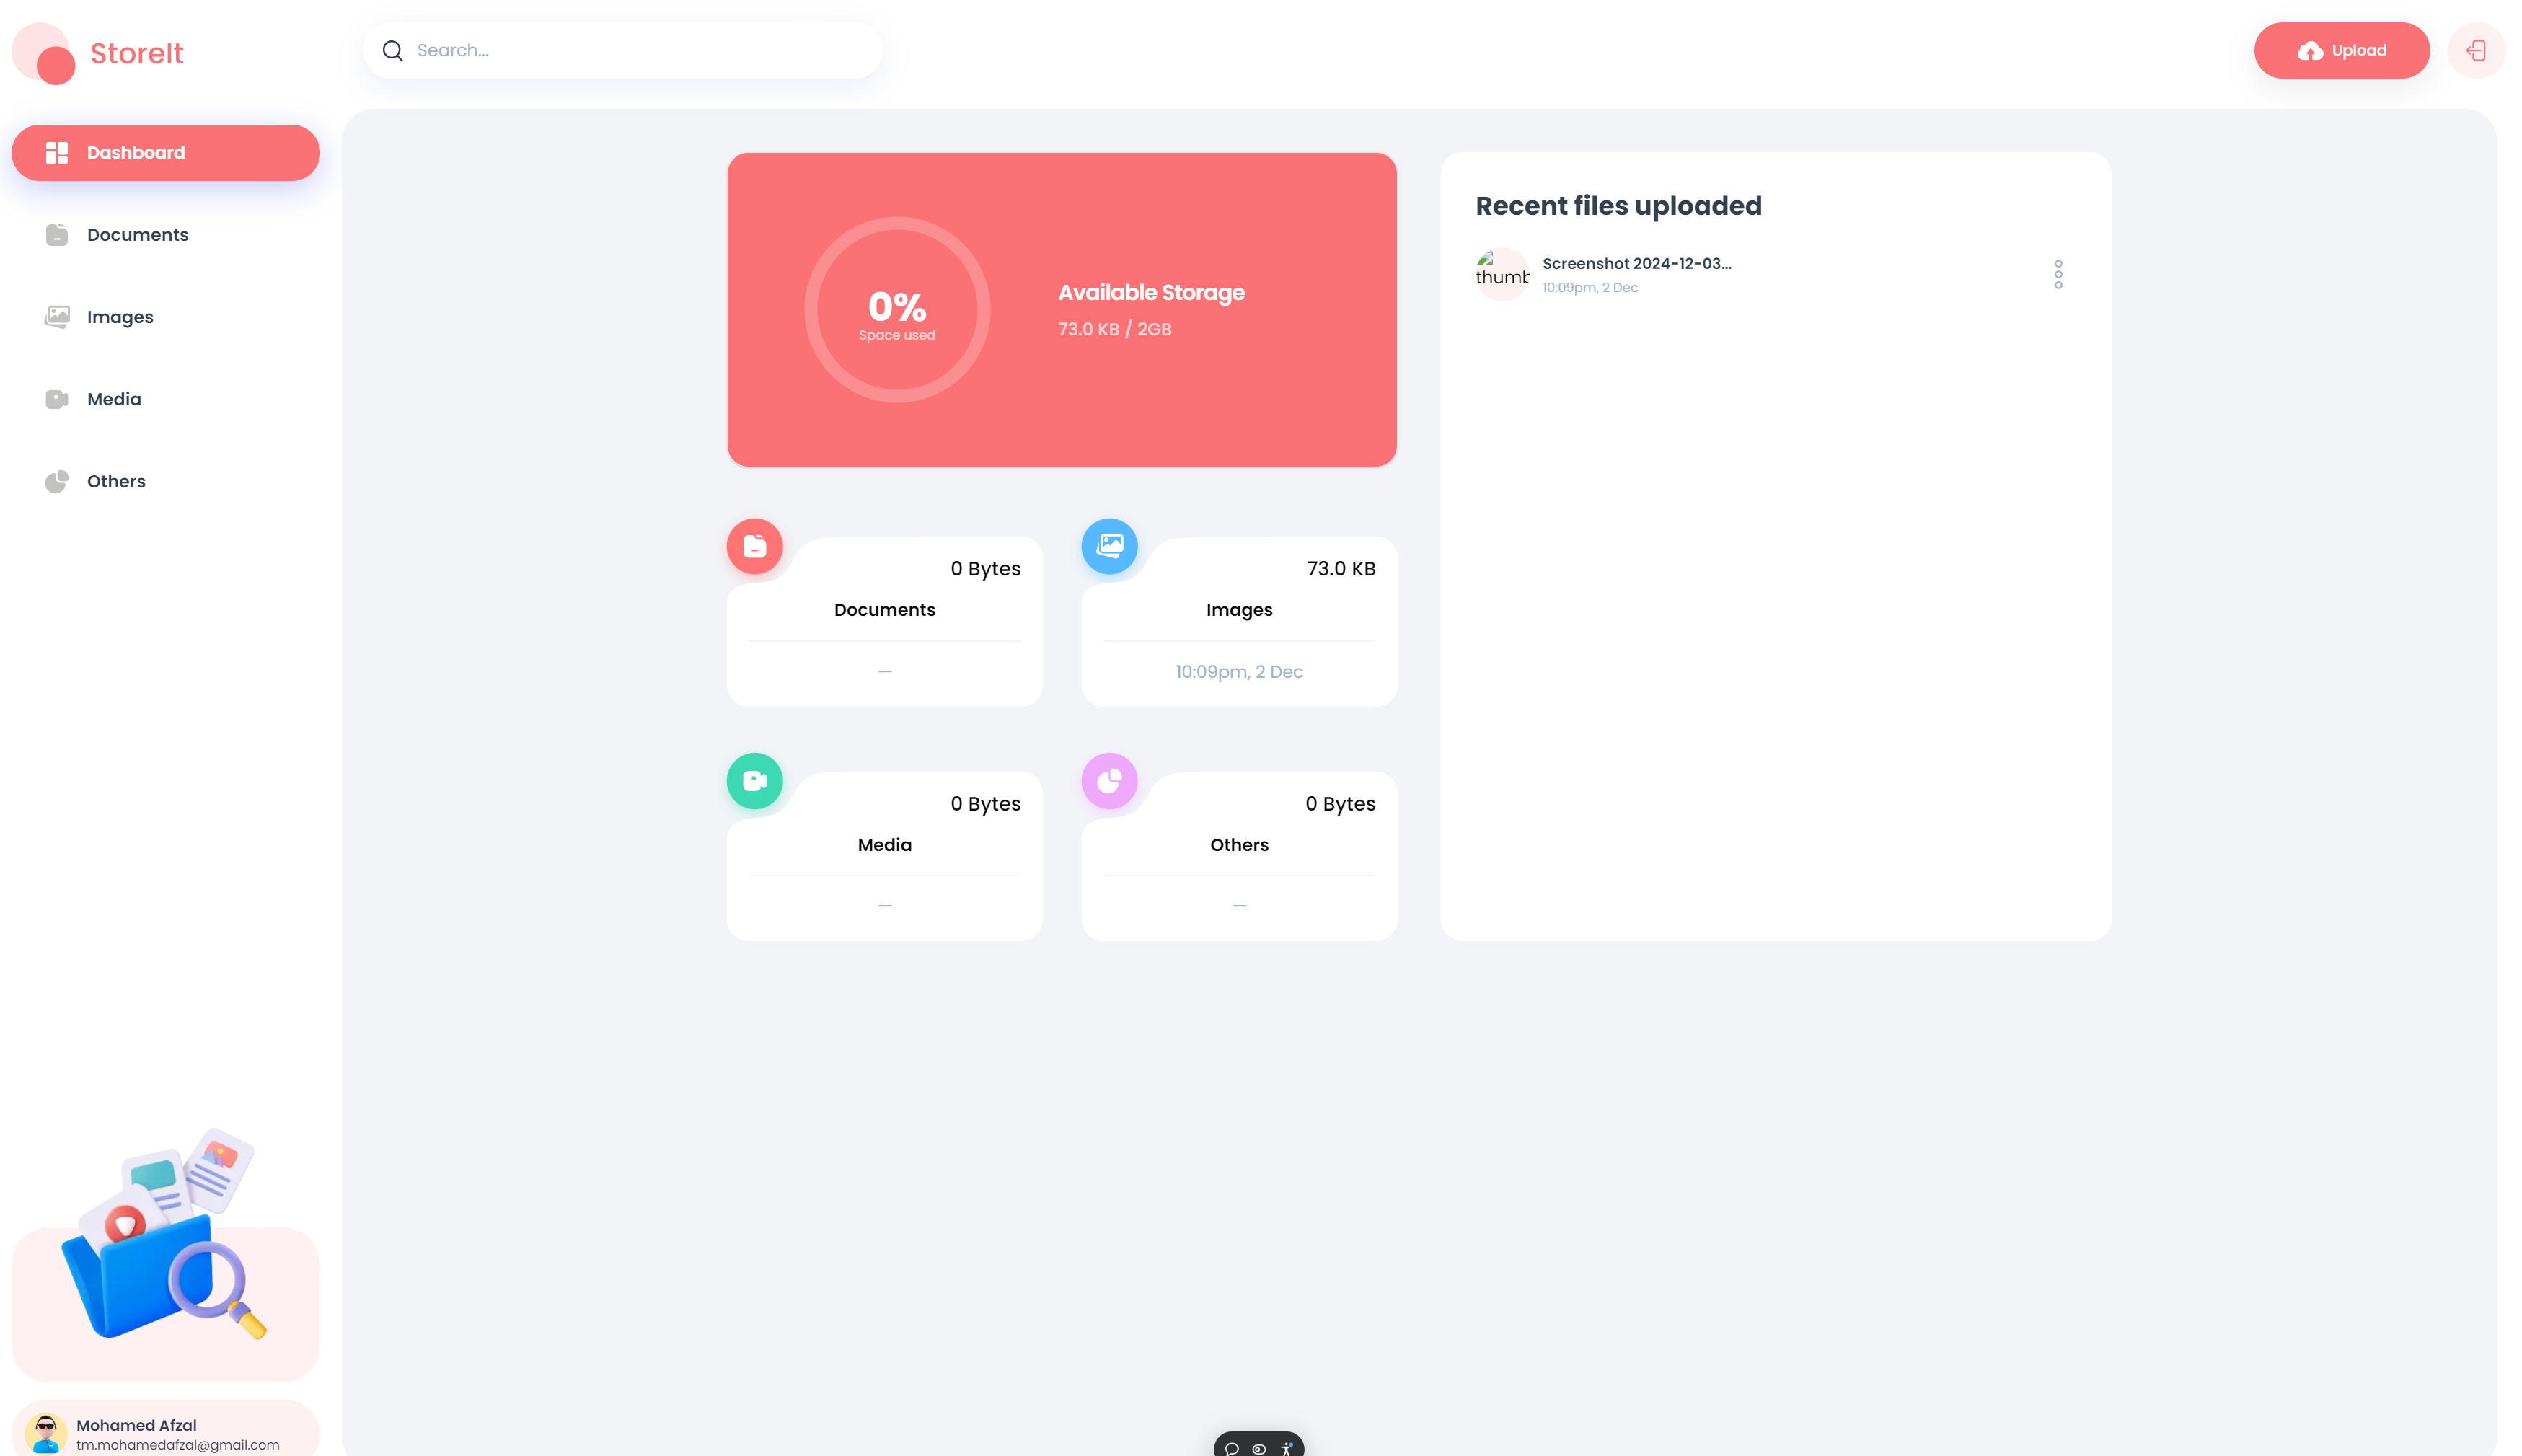 StoreIt
Search...
Upload
Dashboard
Documents
Images
Media
Others
0%
Space used
Available Storage
73.0 KB / 2GB
0 Bytes
Documents
—
73.0 KB
Images
10:09pm, 2 Dec
0 Bytes
Media
—
0 Bytes
Others
—
Recent files uploaded
thumb
Screenshot 2024-12-03...
10:09pm, 2 Dec
Mohamed Afzal
tm.mohamedafzal@gmail.com